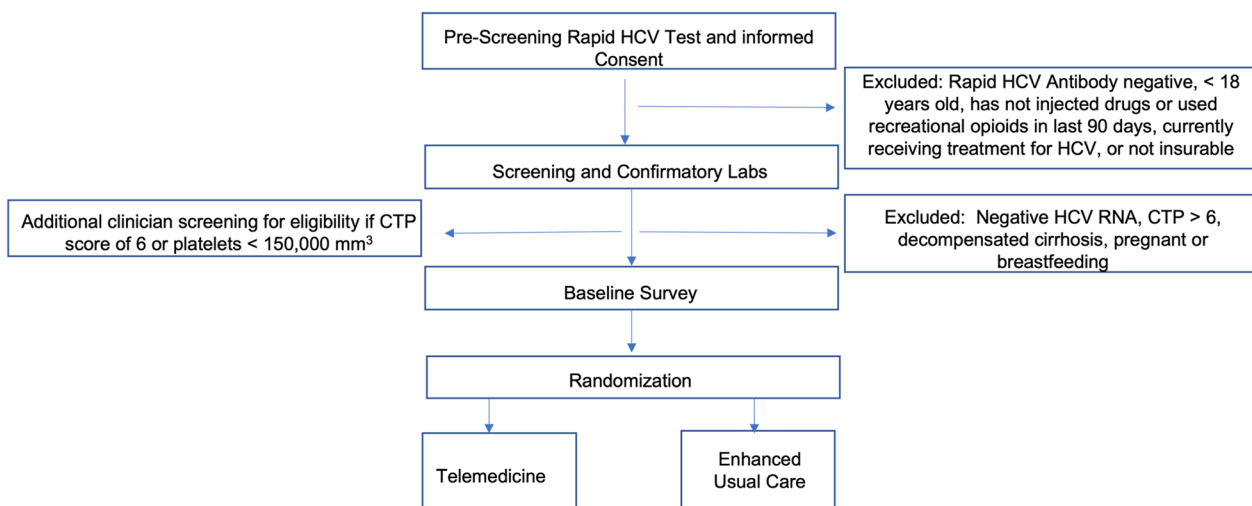 Pre-Screening Rapid HCV Test and informed
Consent
Excluded: Rapid HCV Antibody negative, < 18
years old, has not injected drugs or used
recreational opioids in last 90 days, currently
receiving treatment for HCV, or not insurable
Screening and Confirmatory Labs
Additional clinician screening for eligibility if CTP
score of 6 or platelets < 150,000 mm³
Excluded: Negative HCV RNA, CTP > 6,
decompensated cirrhosis, pregnant or
breastfeeding
Baseline Survey
Randomization
Telemedicine
Enhanced
Usual Care